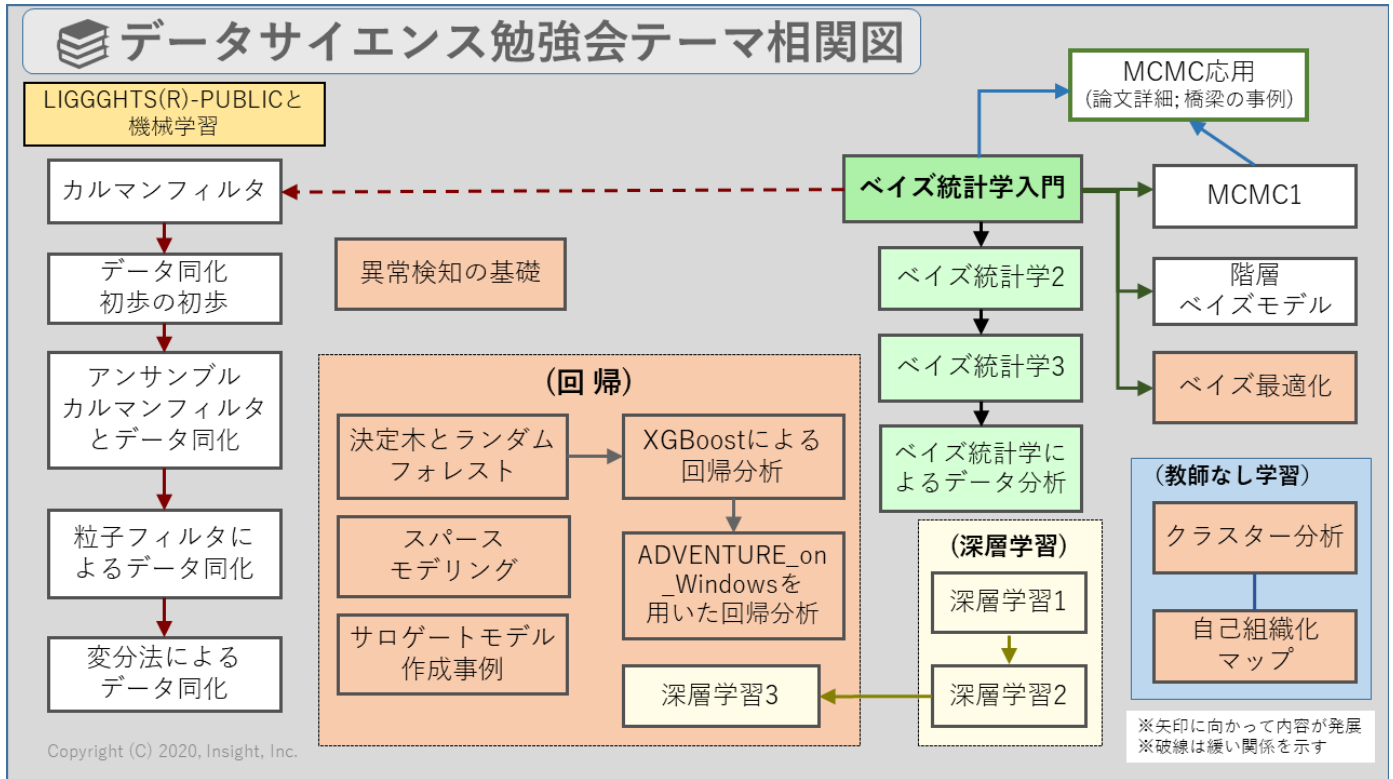 データサイエンス勉強会テーマ相関図
LIGGGHTS(R)-PUBLICと
機械学習
カルマンフィルタ
データ同化
初歩の初歩
アンサンブル
カルマンフィルタ
とデータ同化
粒子フィルタに
よるデータ同化
変分法による
データ同化
異常検知の基礎
(回 帰)
決定木とランダム
フォレスト
XGBoostによる
回帰分析
スパース
モデリング
ADVENTURE_on
_Windowsを
用いた回帰分析
サロゲートモデル
作成事例
深層学習3
MCMC応用
(論文詳細; 橋梁の事例)
ベイズ統計学入門
MCMC1
ベイズ統計学2
階層
ベイズモデル
ベイズ統計学3
ベイズ最適化
ベイズ統計学に
よるデータ分析
(深層学習)
深層学習1
深層学習2
(教師なし学習)
クラスター分析
自己組織化
マップ
※矢印に向かって内容が発展
※破線は緩い関係を示す
Copyright (C) 2020, Insight, Inc.